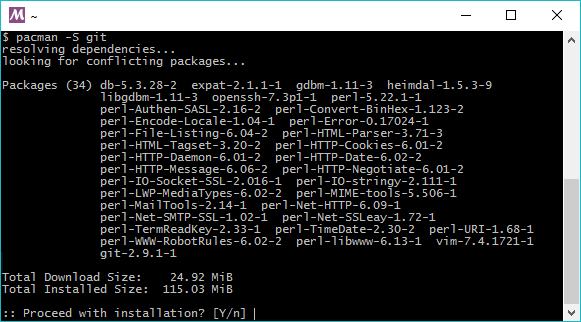 M ~
$ pacman -S git
resolving dependencies...
looking for conflicting packages...
Packages (34) db-5.3.28-2 expat-2.1.1-1 gdbm-1.11-3 heimdal-1.5.3-9
libgdbm-1.11-3 openssh-7.3p1-1 perl-5.22.1-1
perl-Authen-SASL-2.16-2 perl-Convert-BinHex-1.123-2
perl-Encode-Locale-1.04-1 perl-Error-0.17024-1
perl-File-Listing-6.04-2 perl-HTML-Parser-3.71-3
perl-HTML-Tagset-3.20-2 perl-HTTP-Cookies-6.01-2
perl-HTTP-Daemon-6.01-2 perl-HTTP-Date-6.02-2
perl-HTTP-Message-6.06-2 perl-HTTP-Negotiate-6.01-2
perl-IO-Socket-SSL-2.016-1 perl-IO-stringy-2.111-1
perl-LWP-MediaTypes-6.02-2 perl-MIME-tools-5.506-1
perl-MailTools-2.14-1 perl-Net-HTTP-6.09-1
perl-Net-SMTP-SSL-1.02-1 perl-Net-SSLeay-1.72-1
perl-TermReadKey-2.33-1 perl-TimeDate-2.30-2 perl-URI-1.68-1
perl-WWW-RobotRules-6.02-2 perl-libwww-6.13-1 vim-7.4.1721-1
git-2.9.1-1
Total Download Size: 24.92 MiB
Total Installed Size: 115.03 MiB
:: Proceed with installation? [Y/n]